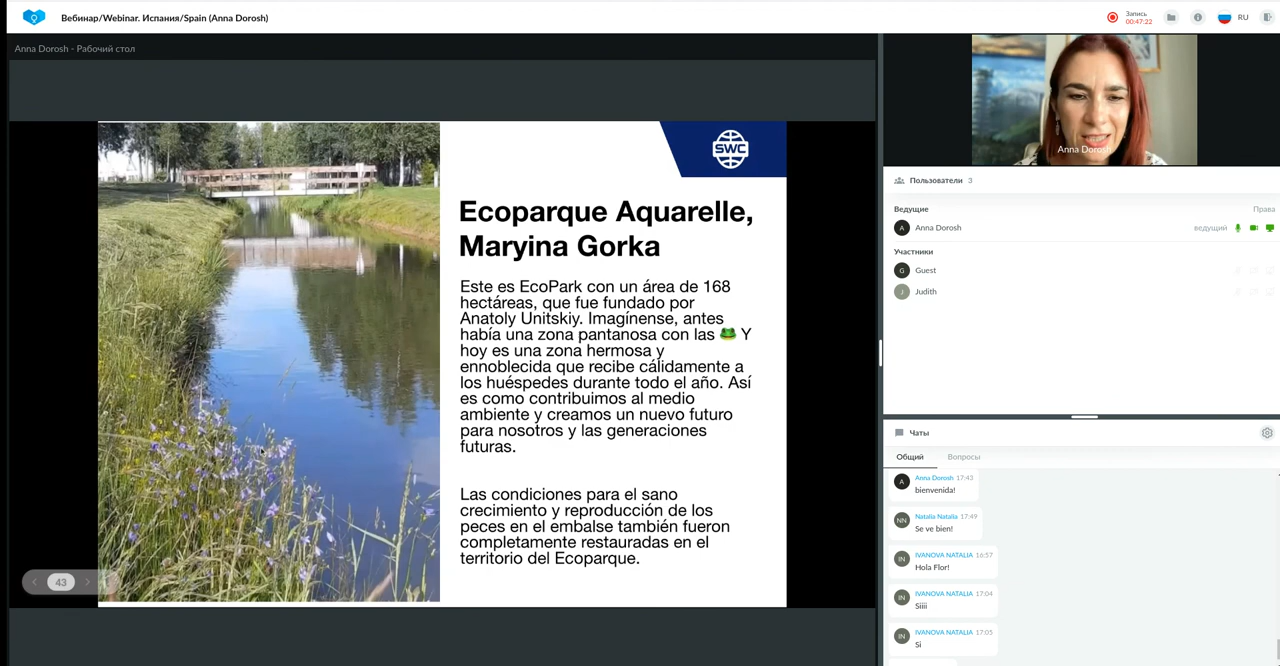 Вебинар/Webinar. Испания/Spain (Anna Dorosh)
Запись
00:47:22
RU
Anna Dorosh - Рабочий стол
SWC
Ecoparque Aquarelle,
Maryina Gorka
Este es EcoPark con un área de 168
hectáreas, que fue fundado por
Anatoly Unitskiy. Imagínense, antes
había una zona pantanosa con las 🐸 Y
hoy es una zona hermosa y
ennoblecida que recibe cálidamente a
los huéspedes durante todo el año. Así
es como contribuimos al medio
ambiente y creamos un nuevo futuro
para nosotros y las generaciones
futuras.
Las condiciones para el sano
crecimiento y reproducción de los
peces en el embalse también fueron
completamente restauradas en el
territorio del Ecoparque.
43
Anna Dorosh
Пользователи 3
Ведущие Права
A Anna Dorosh ведущий
Участники
G Guest
J Judith
Чаты
Общий Вопросы
A Anna Dorosh 17:43
bienvenida!
NN Natalia Natalia 17:49
Se ve bien!
IN IVANOVA NATALIA 16:57
Hola Flor!
IN IVANOVA NATALIA 17:04
Siiii
IN IVANOVA NATALIA 17:05
Si